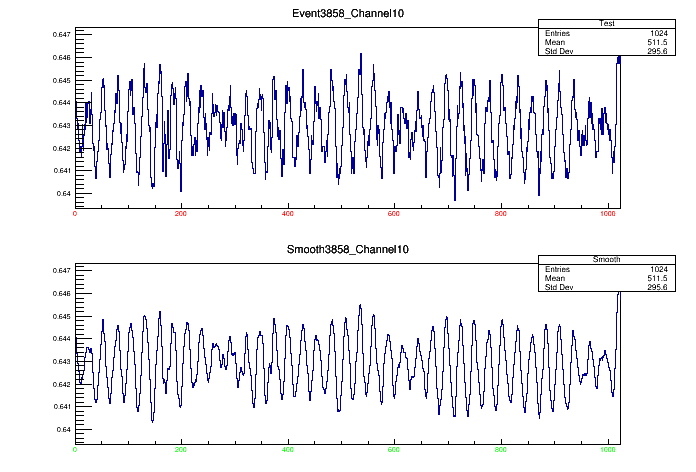 Event3858_Channel10
Test
Entries 1024
Mean 511.5
Std Dev 295.6
0.647
0.646
0.645
0.644
0.643
0.642
0.641
0.64
0 200 400 600 800 1000
Smooth3858_Channel10
Smooth
Entries 1024
Mean 511.5
Std Dev 295.6
0.647
0.646
0.645
0.644
0.643
0.642
0.641
0.64
0 200 400 600 800 1000